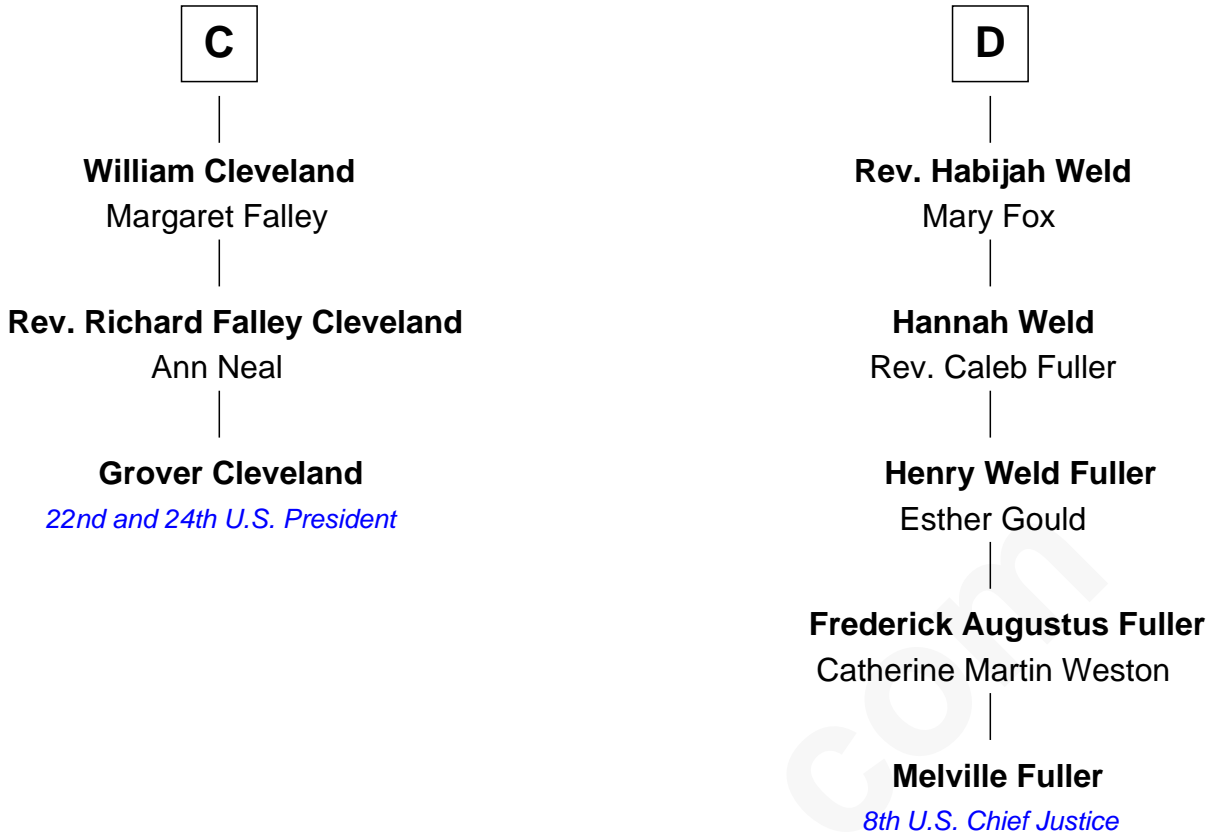 C
William Cleveland
Margaret Falley
Rev. Richard Falley Cleveland
Ann Neal
Grover Cleveland
22nd and 24th U.S. President
D
Rev. Habijah Weld
Mary Fox
Hannah Weld
Rev. Caleb Fuller
Henry Weld Fuller
Esther Gould
Frederick Augustus Fuller
Catherine Martin Weston
Melville Fuller
8th U.S. Chief Justice
com